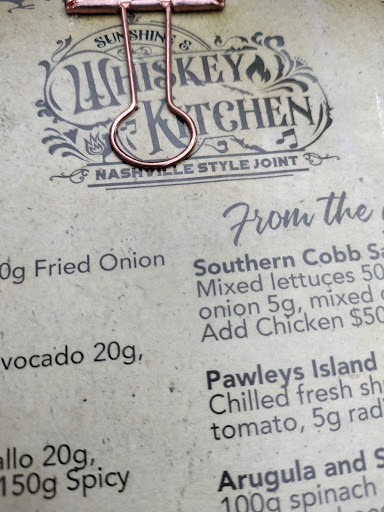 SUNSHINE &
WHISKEY
KITCHEN
NASHVILLE STYLE JOINT
From the
0g Fried Onion
vocado 20g,
allo 20g,
150g Spicy
Southern Cobb Sa
Mixed lettuces 50
onion 5g, mixed
Add Chicken $50
Pawleys Island
Chilled fresh sh
tomato, 5g rad
Arugula and S
100g spinach